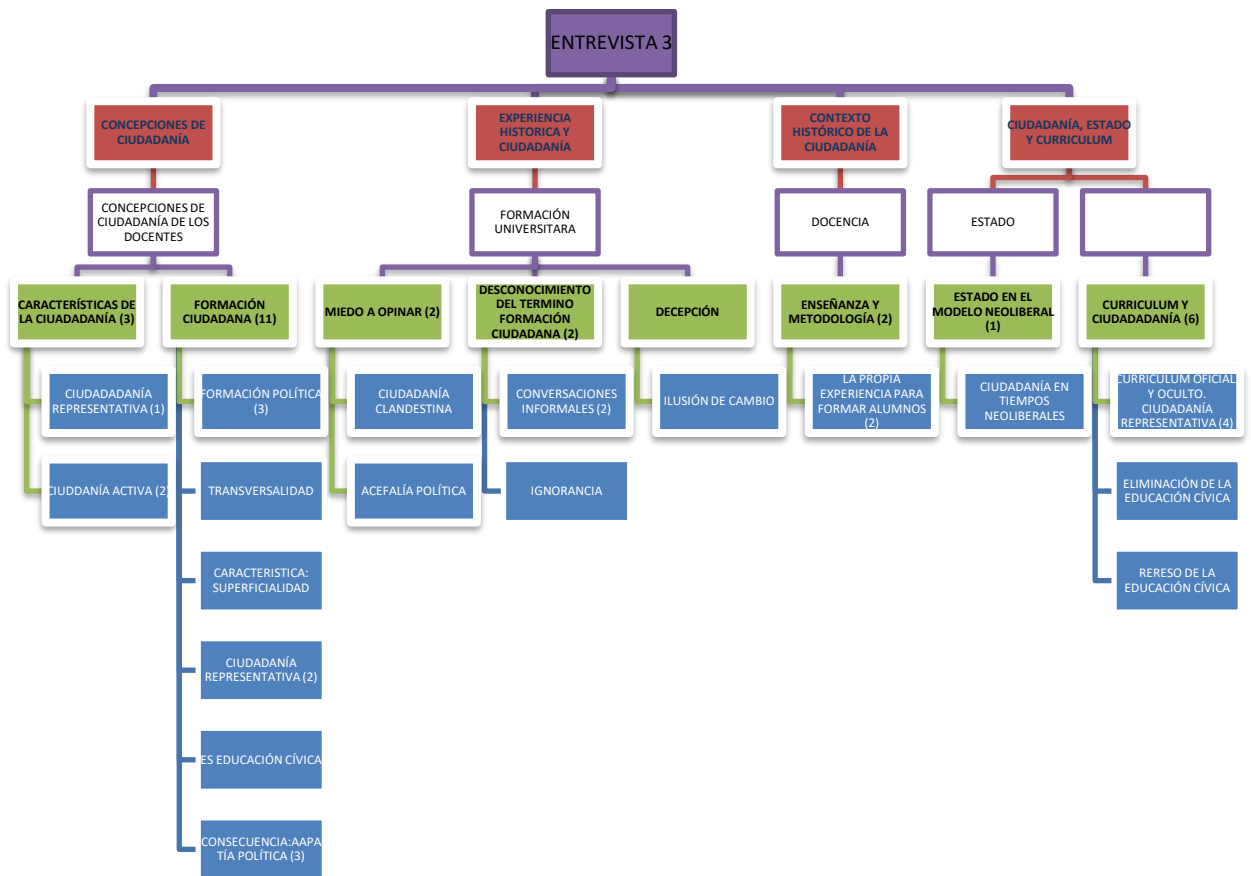 ENTREVISTA 3
CONCEPCIONES DE
CIUDADANÍA
EXPERIENCIA
HISTORICA Y
CIUDADANÍA
CONTEXTO
HISTÓRICO DE LA
CIUDADANÍA
CIUDADANÍA, ESTADO
Y CURRICULUM
CONCEPCIONES DE
CIUDADANÍA DE LOS
DOCENTES
FORMACIÓN
UNIVERSITARA
DOCENCIA
ESTADO
CARACTERÍSTICAS DE
LA CIUADADANÍA (3)
FORMACIÓN
CIUDADANA (11)
MIEDO A OPINAR (2)
DESCONOCIMIENTO
DEL TERMINO
FORMACIÓN
CIUDADANA (2)
DECEPCIÓN
ENSEÑANZA Y
METODOLOGÍA (2)
ESTADO EN EL
MODELO NEOLIBERAL
(1)
CURRICULUM Y
CIUDADADANÍA (6)
CIUDADADANÍA
REPRESENTATIVA (1)
FORMACIÓN POLÍTICA
(3)
CIUDADANÍA
CLANDESTINA
CONVERSACIONES
INFORMALES (2)
ILUSIÓN DE CAMBIO
LA PROPIA
EXPERIENCIA PARA
FORMAR ALUMNOS
(2)
CIUDADANÍA EN
TIEMPOS
NEOLIBERALES
CURRICULUM OFICIAL
Y OCULTO.
CIUDADANÍA
REPRESENTATIVA (4)
CIUDDANÍA ACTIVA (2)
TRANSVERSALIDAD
ACEFALÍA POLÍTICA
IGNORANCIA
ELIMINACIÓN DE LA
EDUCACIÓN CÍVICA
CARACTERISTICA:
SUPERFICIALIDAD
RERESO DE LA
EDUCACIÓN CÍVICA
CIUDADANÍA
REPRESENTATIVA (2)
ES EDUCACIÓN CÍVICA
CONSECUENCIA:AAPA
TÍA POLÍTICA (3)